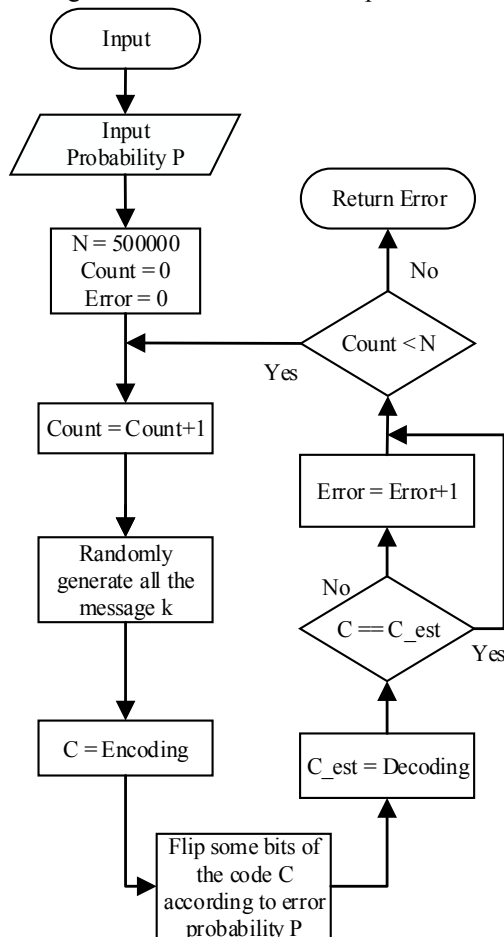 Input
Input
Probability P
N = 500000
Count = 0
Error = 0
Count = Count+1
Randomly
generate all the
message k
C = Encoding
Flip some bits of
the code C
according to error
probability P
C_est = Decoding
C == C_est
No
Yes
Error = Error+1
Count < N
Yes
No
Return Error